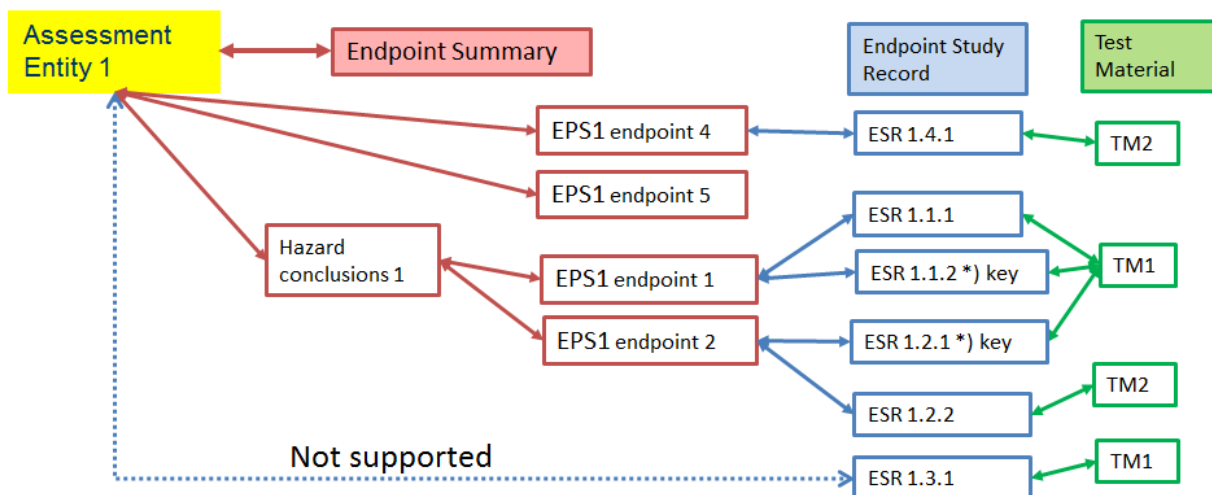 Assessment
Entity 1
Endpoint Summary
Endpoint Study
Record
Test
Material
EPS1 endpoint 4
ESR 1.4.1
TM2
EPS1 endpoint 5
ESR 1.1.1
Hazard
conclusions 1
EPS1 endpoint 1
ESR 1.1.2 *) key
TM1
EPS1 endpoint 2
ESR 1.2.1 *) key
TM2
ESR 1.2.2
Not supported
ESR 1.3.1
TM1